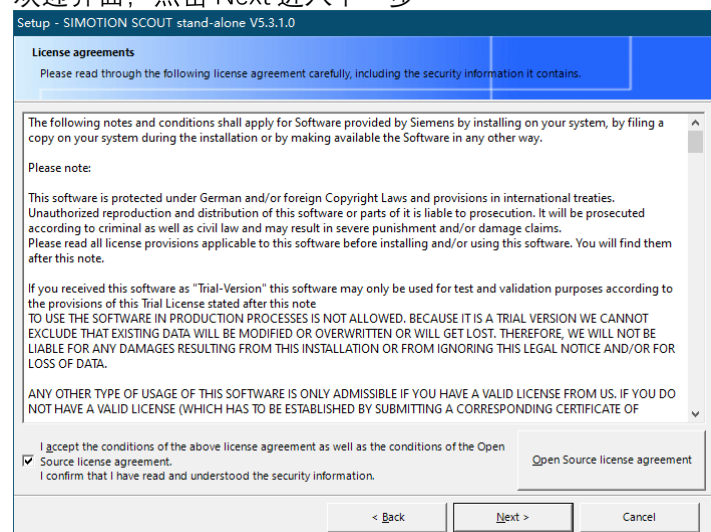 欢迎界面，点击 Next 进入下一步
Setup - SIMOTION SCOUT stand-alone V5.3.1.0
License agreements
Please read through the following license agreement carefully, including the security information it contains.
The following notes and conditions shall apply for Software provided by Siemens by installing on your system, by filing a
copy on your system during the installation or by making available the Software in any other way.
Please note:
This software is protected under German and/or foreign Copyright Laws and provisions in international treaties.
Unauthorized reproduction and distribution of this software or parts of it is liable to prosecution. It will be prosecuted
according to criminal as well as civil law and may result in severe punishment and/or damage claims.
Please read all license provisions applicable to this software before installing and/or using this software. You will find them
after this note.
If you received this software as "Trial-Version" this software may only be used for test and validation purposes according to
the provisions of this Trial License stated after this note
TO USE THE SOFTWARE IN PRODUCTION PROCESSES IS NOT ALLOWED. BECAUSE IT IS A TRIAL VERSION WE CANNOT
EXCLUDE THAT EXISTING DATA WILL BE MODIFIED OR OVERWRITTEN OR WILL GET LOST. THEREFORE, WE WILL NOT BE
LIABLE FOR ANY DAMAGES RESULTING FROM THIS INSTALLATION OR FROM IGNORING THIS LEGAL NOTICE AND/OR FOR
LOSS OF DATA.
ANY OTHER TYPE OF USAGE OF THIS SOFTWARE IS ONLY ADMISSIBLE IF YOU HAVE A VALID LICENSE FROM US. IF YOU DO
NOT HAVE A VALID LICENSE (WHICH HAS TO BE ESTABLISHED BY SUBMITTING A CORRESPONDING CERTIFICATE OF
I accept the conditions of the above license agreement as well as the conditions of the Open
Source license agreement.
I confirm that I have read and understood the security information.
Open Source license agreement
< Back
Next >
Cancel